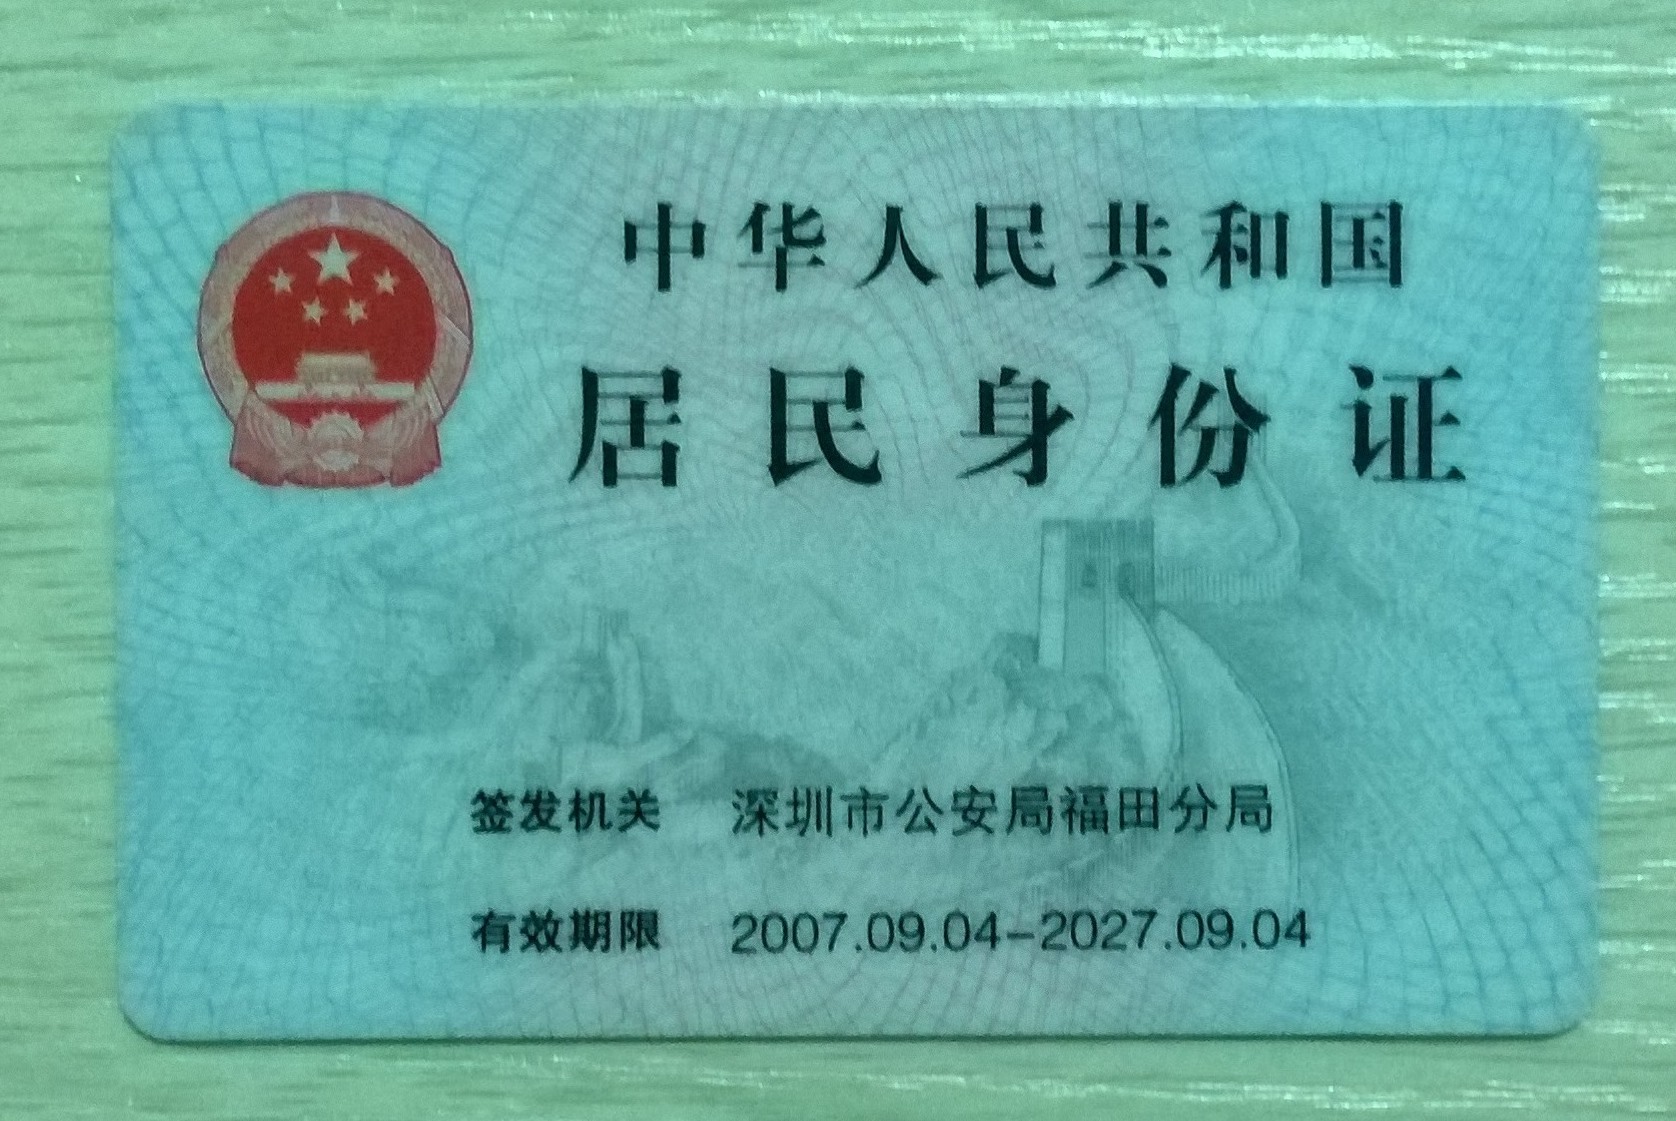 中华人民共和国
居民身份证
签发机关 深圳市公安局福田分局
有效期限 2007.09.04-2027.09.04